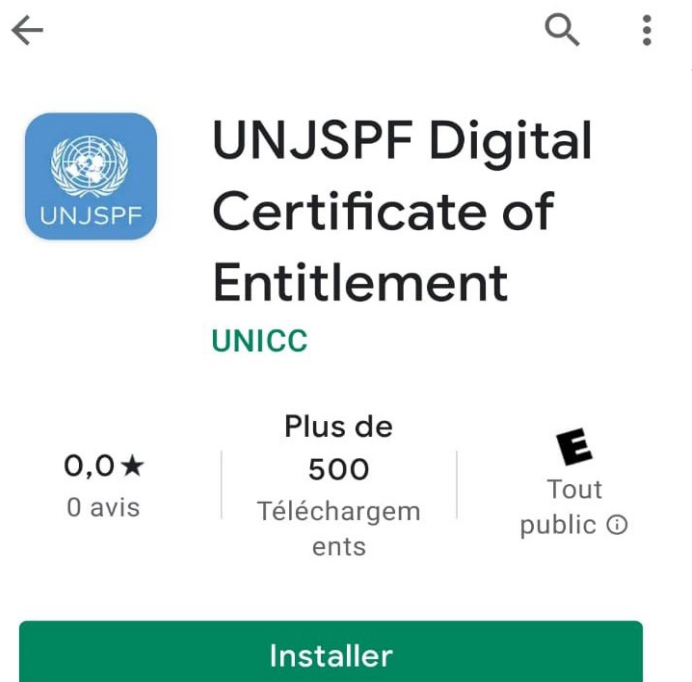 UNJSPF
UNJSPF Digital
Certificate of
Entitlement
UNICC
0,0★
0 avis
Plus de
500
Téléchargem
ents
E
Tout
public ⓘ
Installer